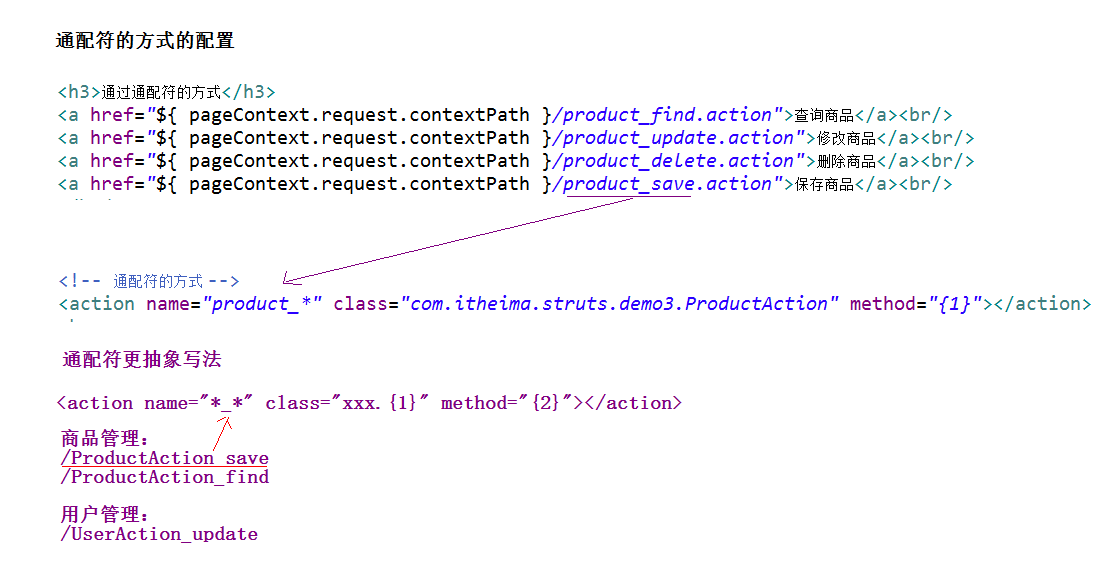 通配符的方式的配置
<h3>通过通配符的方式</h3>
<a href="${ pageContext.request.contextPath }/product_find.action">查询商品</a><br/>
<a href="${ pageContext.request.contextPath }/product_update.action">修改商品</a><br/>
<a href="${ pageContext.request.contextPath }/product_delete.action">删除商品</a><br/>
<a href="${ pageContext.request.contextPath }/product_save.action">保存商品</a><br/>
<!-- 通配符的方式 -->
<action name="product_*" class="com.itheima.struts.demo3.ProductAction" method="{1}"></action>
通配符更抽象写法
<action name="*_*" class="xxx.{1}" method="{2}"></action>
商品管理:
/ProductAction_save
/ProductAction_find
用户管理:
/UserAction_update